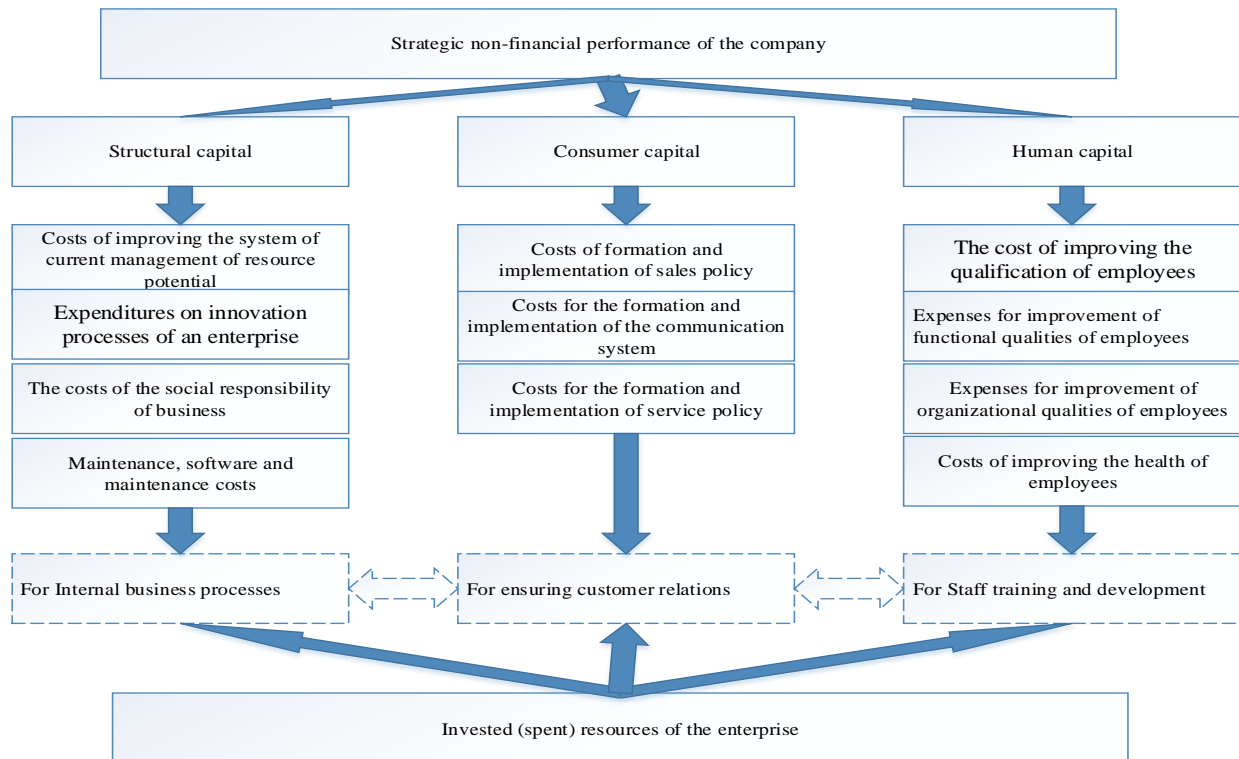 Strategic non-financial performance of the company
Structural capital
Consumer capital
Human capital
Costs of improving the system of
current management of resource
potential
Expenditures on innovation
processes of an enterprise
The costs of the social responsibility
of business
Maintenance, software and
maintenance costs
Costs of formation and
implementation of sales policy
Costs for the formation and
implementation of the communication
system
Costs for the formation and
implementation of service policy
The cost of improving the
qualification of employees
Expenses for improvement of
functional qualities of employees
Expenses for improvement of
organizational qualities of employees
Costs of improving the health of
employees
For Internal business processes
For ensuring customer relations
For Staff training and development
Invested (spent) resources of the enterprise